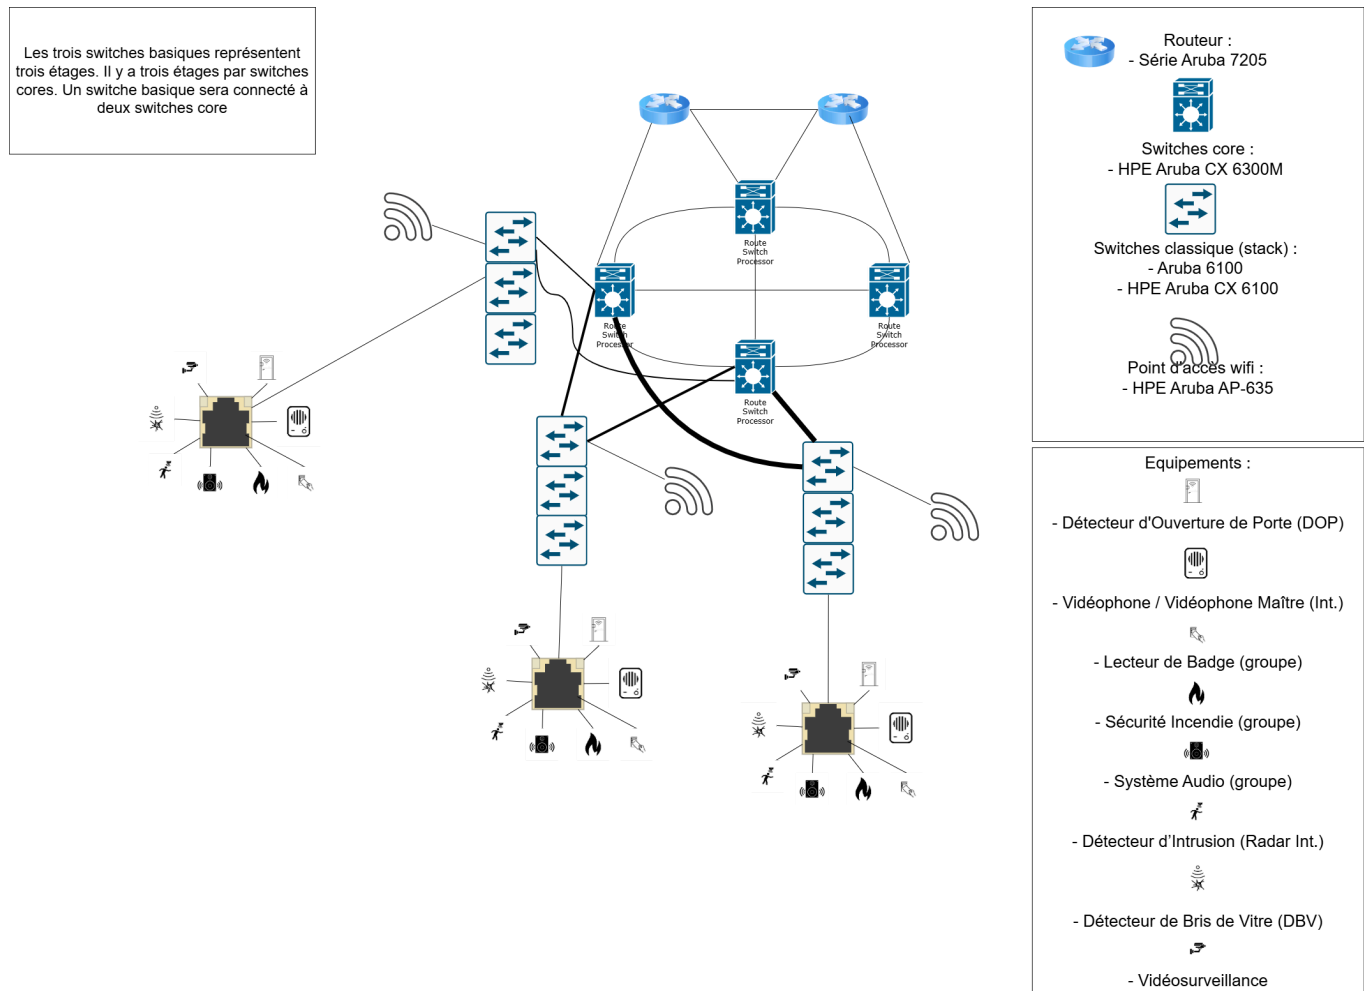 Les trois switches basiques représentent
trois étages. Il y a trois étages par switches
cores. Un switche basique sera connecté à
deux switches core
Route
Switch
Processor
Route
Switch
Processor
Route
Switch
Processor
Route
Switch
Processor
Routeur :
- Série Aruba 7205
Switches core :
- HPE Aruba CX 6300M
Switches classique (stack) :
- Aruba 6100
- HPE Aruba CX 6100
Point d'accès wifi :
- HPE Aruba AP-635
Equipements :
- Détecteur d'Ouverture de Porte (DOP)
- Vidéophone / Vidéophone Maître (Int.)
- Lecteur de Badge (groupe)
- Sécurité Incendie (groupe)
- Système Audio (groupe)
- Détecteur d’Intrusion (Radar Int.)
- Détecteur de Bris de Vitre (DBV)
- Vidéosurveillance